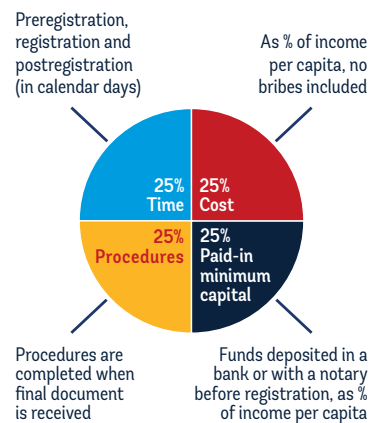 Preregistration,
registration and
postregistration
(in calendar days)
As % of income
per capita, no
bribes included
25%
Time
25%
Cost
25%
Procedures
25%
Paid-in
minimum
capital
Procedures are
completed when
final document
is received
Funds deposited in a
bank or with a notary
before registration, as %
of income per capita